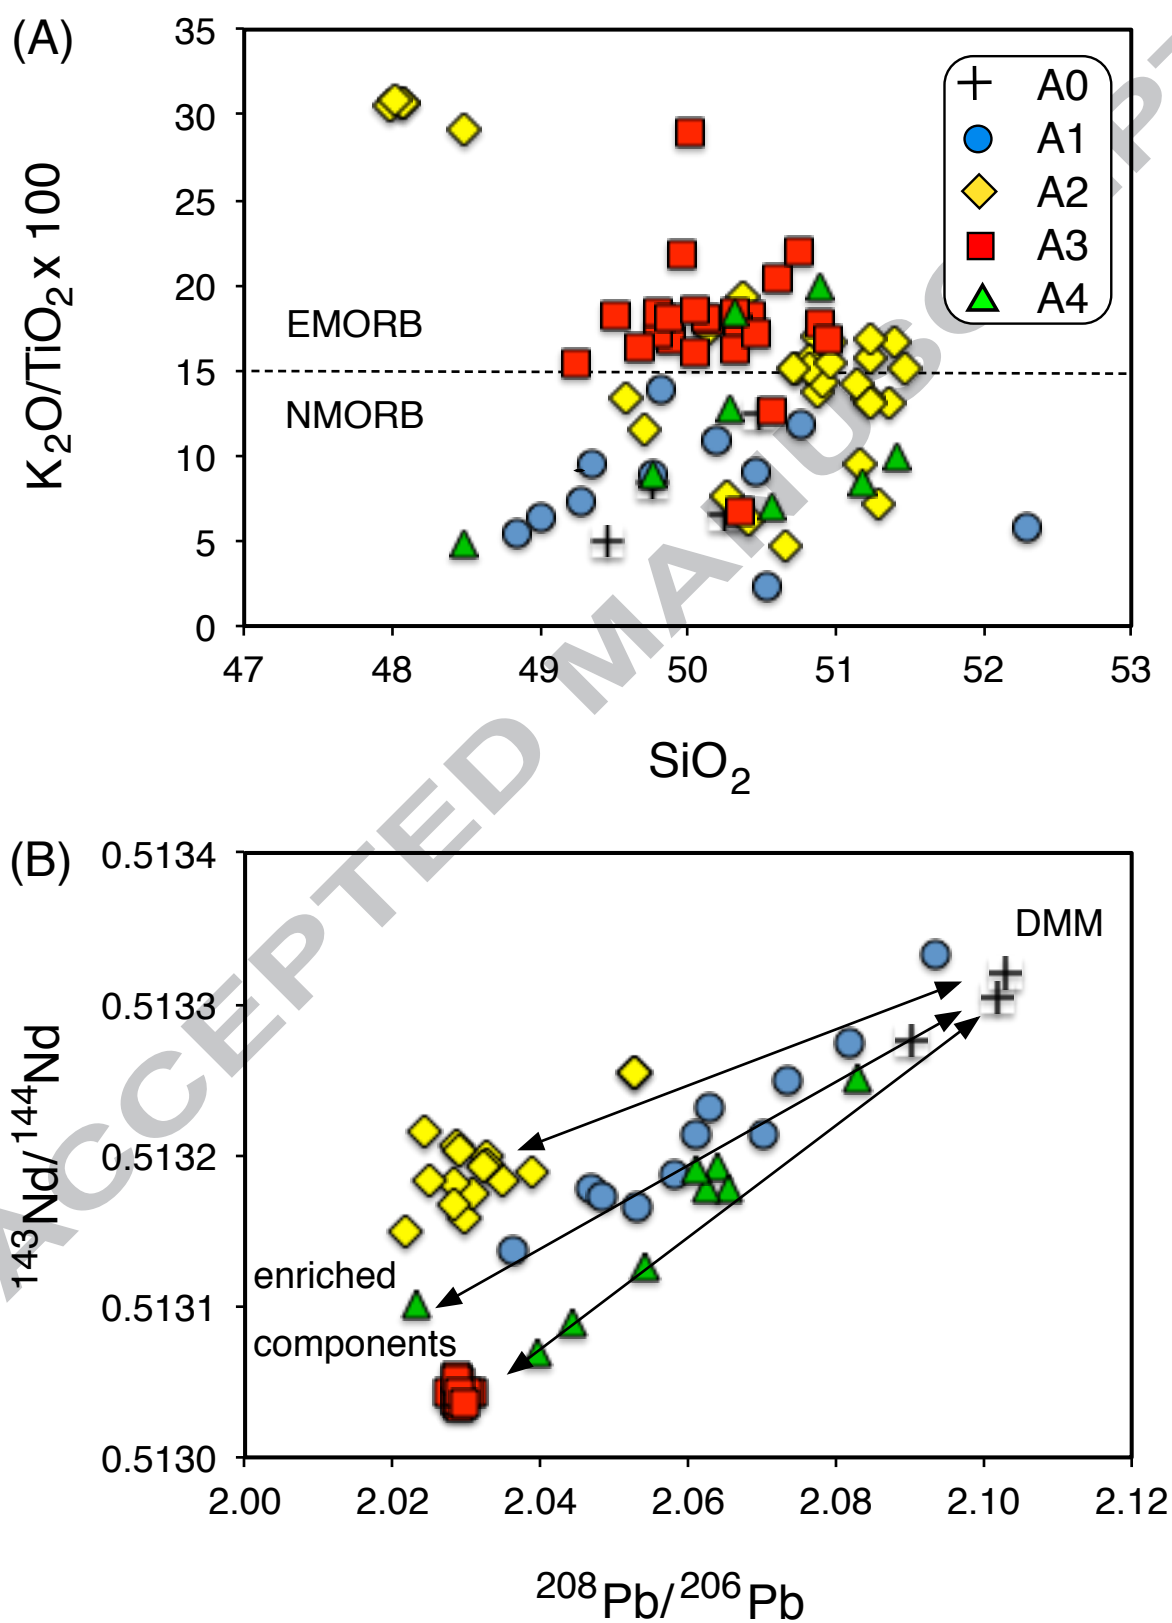 (A)
35
30
25
20
15
10
5
0
K2O/TiO2 x 100
A0
A1
A2
A3
A4
EMORB
NMORB
47 48 49 50 51 52 53
SiO2
ACCEPTED MANUSCRIPT
(B)
0.5134
0.5133
0.5132
0.5131
0.5130
143Nd/144Nd
DMM
enriched
components
2.00 2.02 2.04 2.06 2.08 2.10 2.12
208Pb/206Pb